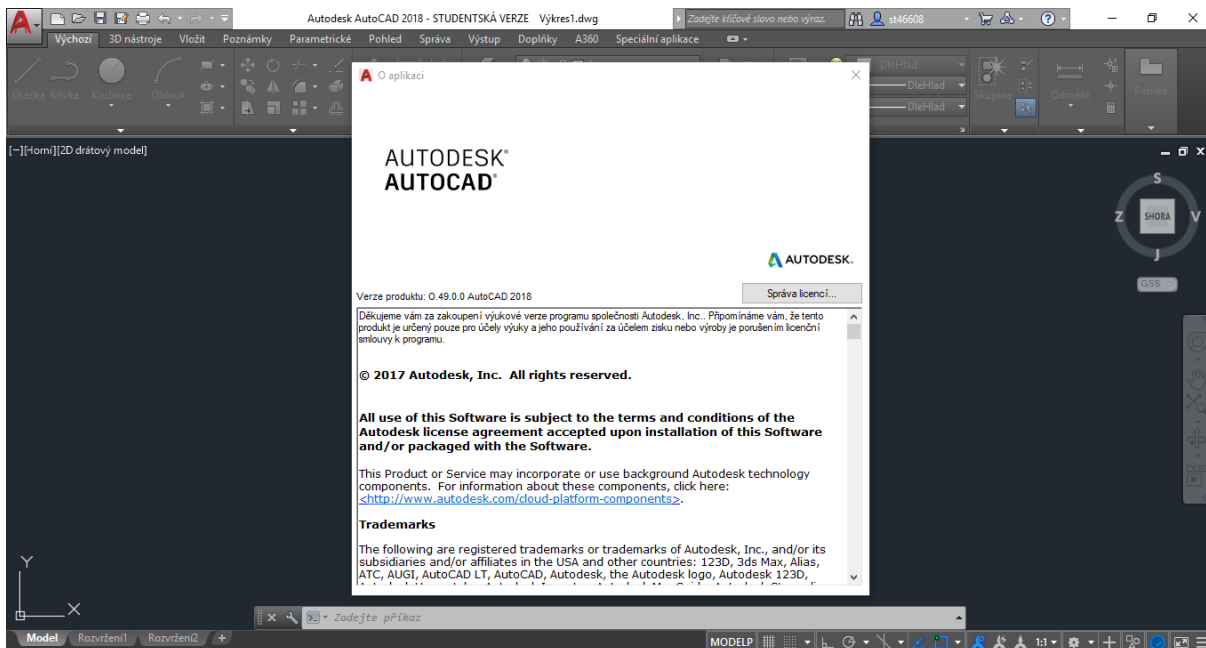 Autodesk AutoCAD 2018 - STUDENTSKÁ VERZE Výkres1.dwg
Zadejte klíčové slovo nebo výraz.
st46608
Výchozí 3D nástroje Vložit Poznámky Parametrické Pohled Správa Výstup Doplňky A360 Speciální aplikace
DleHlad
Úsečka Křivka Kružnice Oblouk
DleHlad
Skupina
Odměřit
Pohled
DleHlad
[−][Horní][2D drátový model]
O aplikaci
AUTODESK®
AUTOCAD®
AUTODESK.
Verze produktu: O.49.0.0 AutoCAD 2018
Správa licencí...
Děkujeme vám za zakoupení výukové verze programu společnosti Autodesk, Inc.. Připomínáme vám, že tento
produkt je určený pouze pro účely výuky a jeho používání za účelem zisku nebo výroby je porušením licenční
smlouvy k programu.
© 2017 Autodesk, Inc. All rights reserved.
All use of this Software is subject to the terms and conditions of the
Autodesk license agreement accepted upon installation of this Software
and/or packaged with the Software.
This Product or Service may incorporate or use background Autodesk technology
components. For information about these components, click here:
<http://www.autodesk.com/cloud-platform-components>.
Trademarks
The following are registered trademarks or trademarks of Autodesk, Inc., and/or its
subsidiaries and/or affiliates in the USA and other countries: 123D, 3ds Max, Alias,
ATC, AUGI, AutoCAD LT, AutoCAD, Autodesk, the Autodesk logo, Autodesk 123D,
S
Z
SHORA
V
J
GSS
Y
X
Zadejte příkaz
Model Rozvržení1 Rozvržení2 +
MODELP
1:1